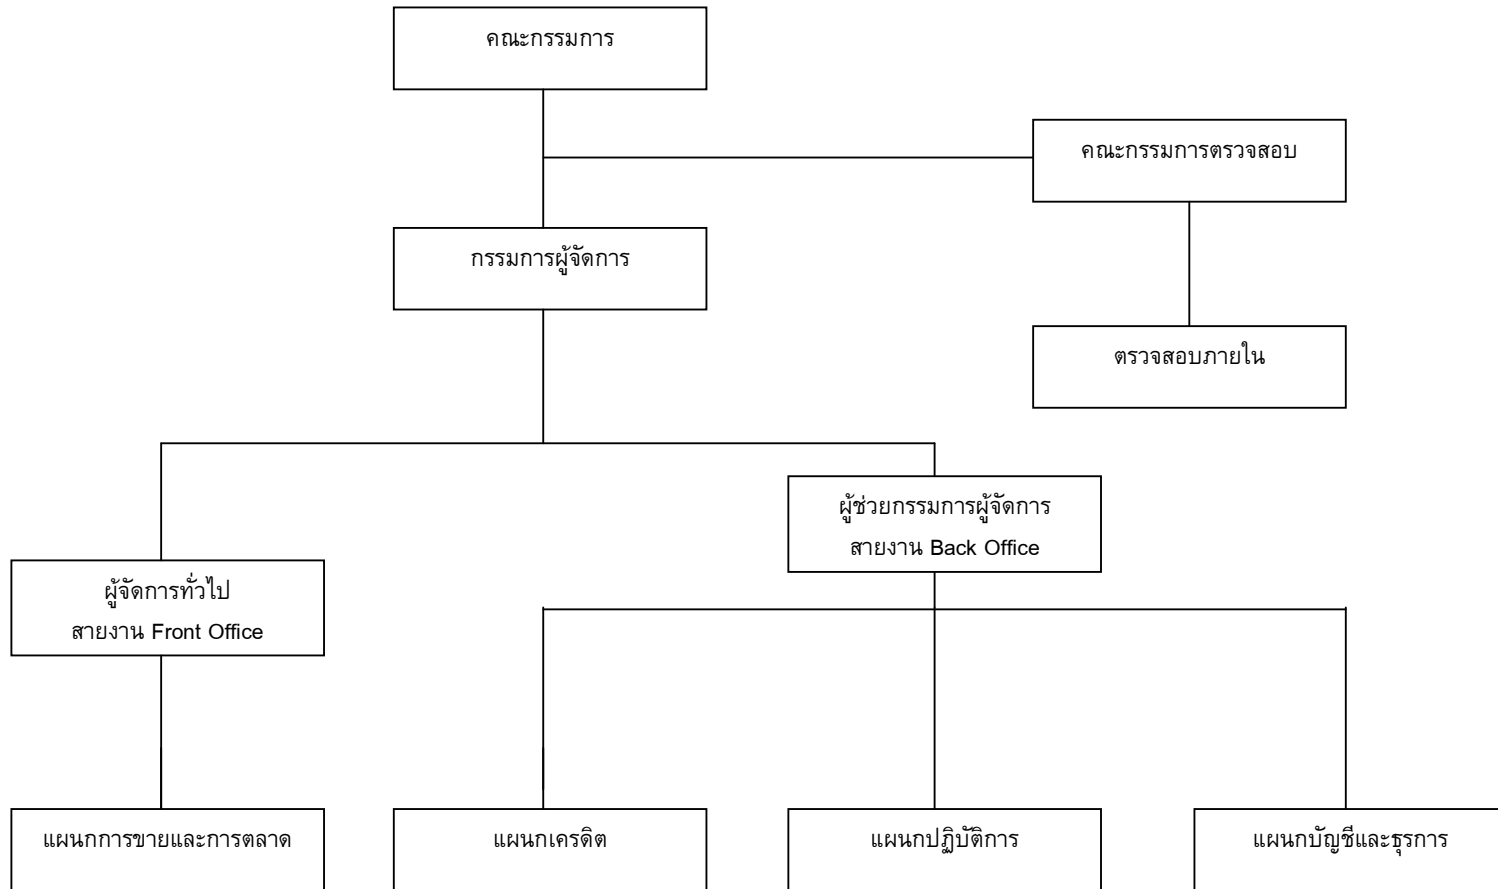 คณะกรรมการ
คณะกรรมการตรวจสอบ
กรรมการผู้จัดการ
ตรวจสอบภายใน
ผู้ช่วยกรรมการผู้จัดการ
สายงาน Back Office
ผู้จัดการทั่วไป
สายงาน Front Office
แผนกการขายและการตลาด
แผนกเครดิต
แผนกปฏิบัติการ
แผนกบัญชีและธุรการ